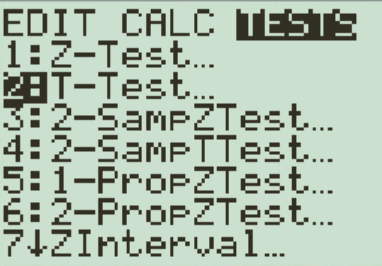 EDIT CALC TESTS
1:Z-Test…
2:T-Test…
3:2-SampZTest…
4:2-SampTTest…
5:1-PropZTest…
6:2-PropZTest…
7↓ZInterval…